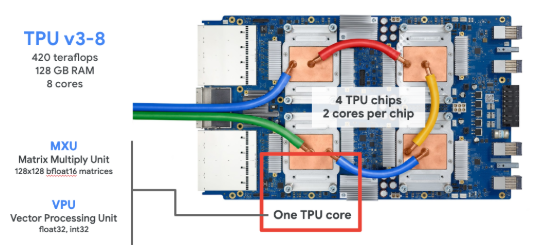 TPU v3-8
420 teraflops
128 GB RAM
8 cores
4 TPU chips
2 cores per chip
MXU
Matrix Multiply Unit
128x128 bfloat16 matrices
VPU
Vector Processing Unit
float32, int32
One TPU core